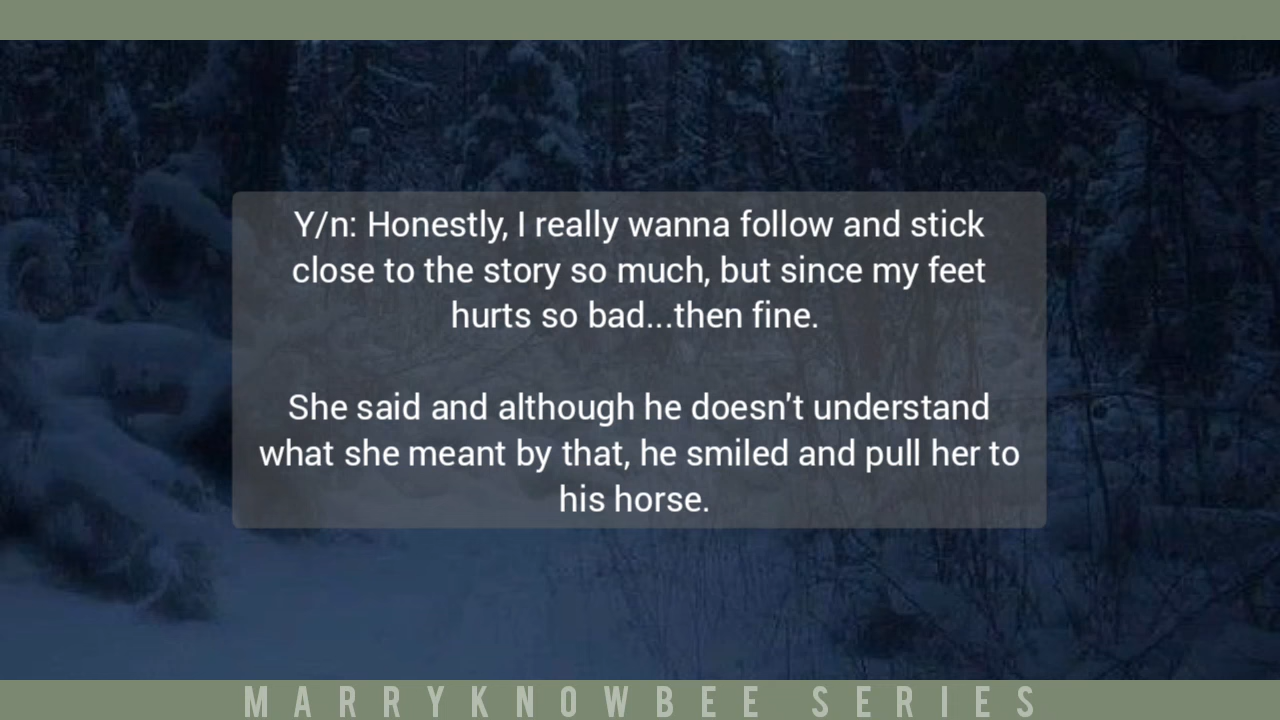 Y/n: Honestly, I really wanna follow and stick
close to the story so much, but since my feet
hurts so bad...then fine.
She said and although he doesn't understand
what she meant by that, he smiled and pull her to
his horse.
MARRYKNOWBEE SERIES